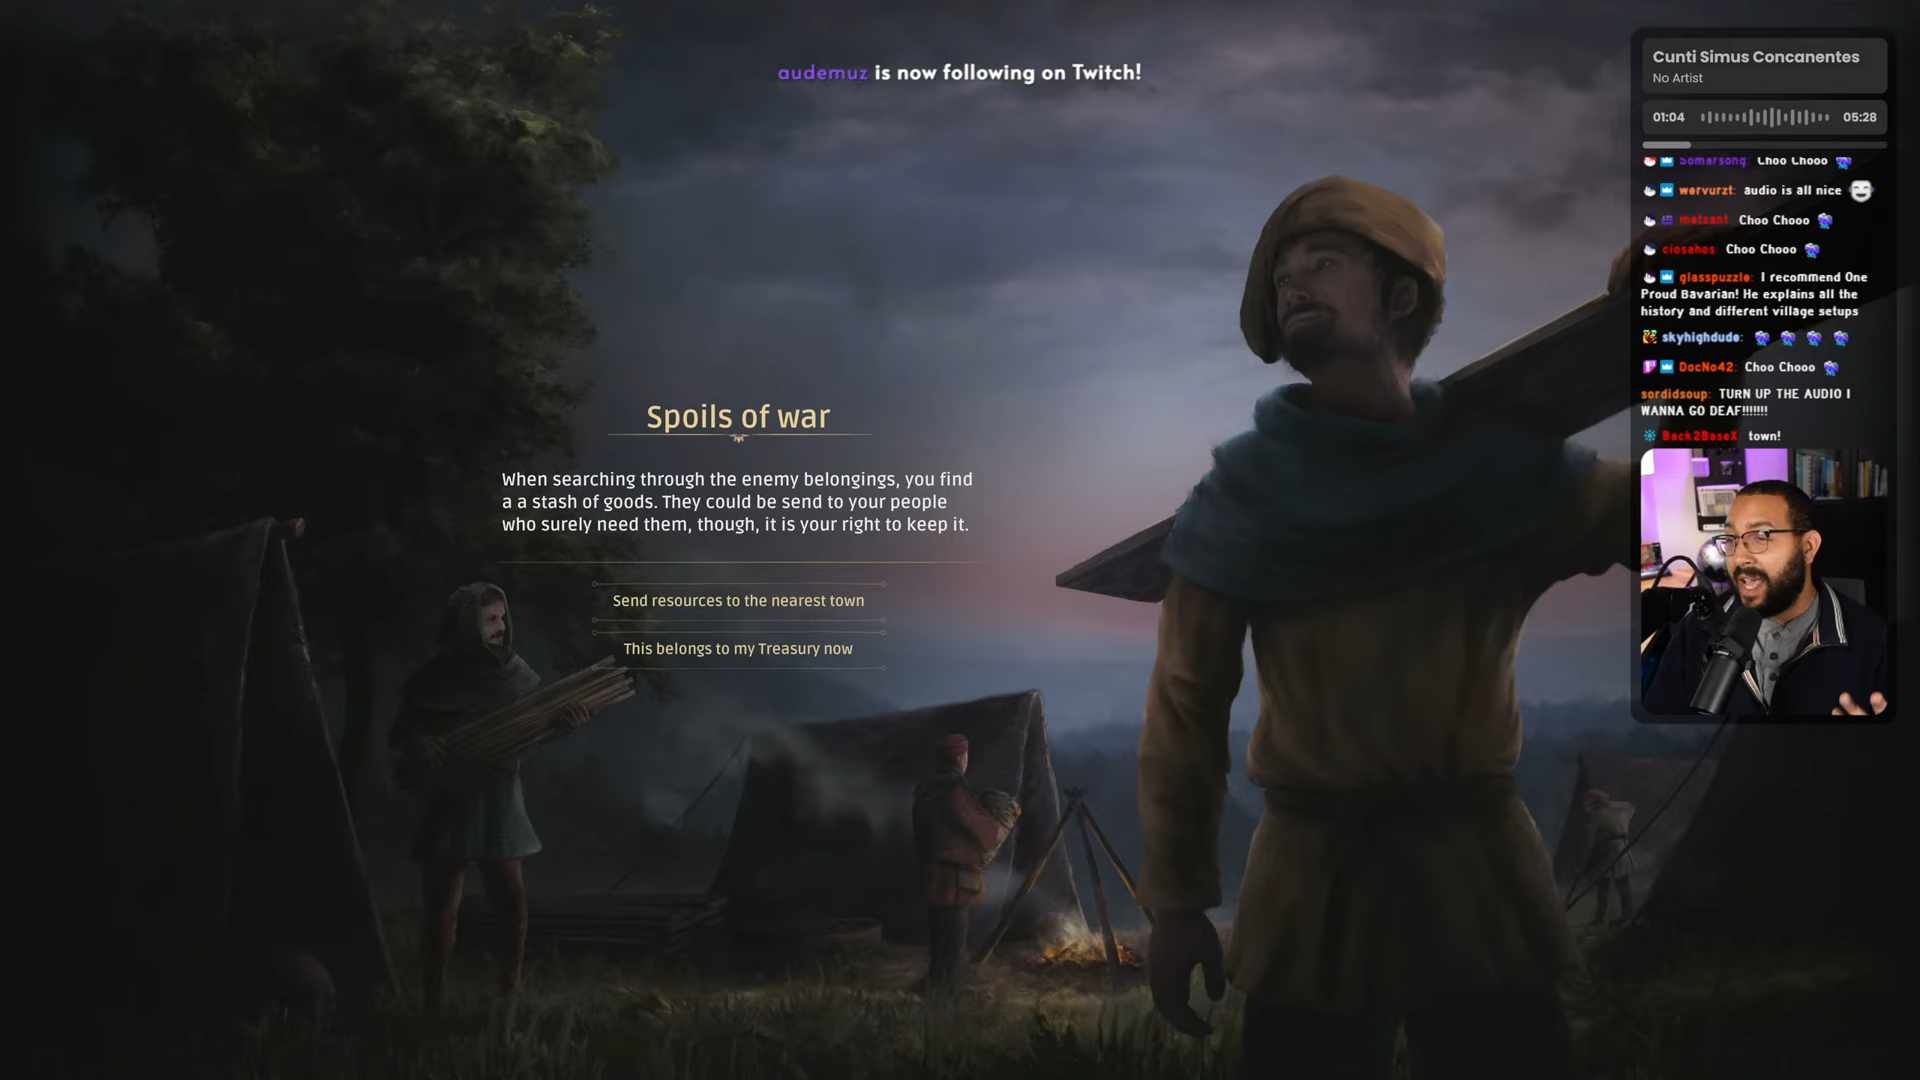 audemuz is now following on Twitch!
Cunti Simus Concanentes
No Artist
01:04 05:28
Somarsong: Choo Chooo
wervurzt: audio is all nice
matzant: Choo Chooo
ciosahos: Choo Chooo
glasspuzzle: I recommend One
Proud Bavarian! He explains all the
history and different village setups
skyhighdude:
DocNo42: Choo Chooo
sordidsoup: TURN UP THE AUDIO I
WANNA GO DEAF!!!!!!!
Back2BaseX town!
Spoils of war
When searching through the enemy belongings, you find
a a stash of goods. They could be send to your people
who surely need them, though, it is your right to keep it.
Send resources to the nearest town
This belongs to my Treasury now